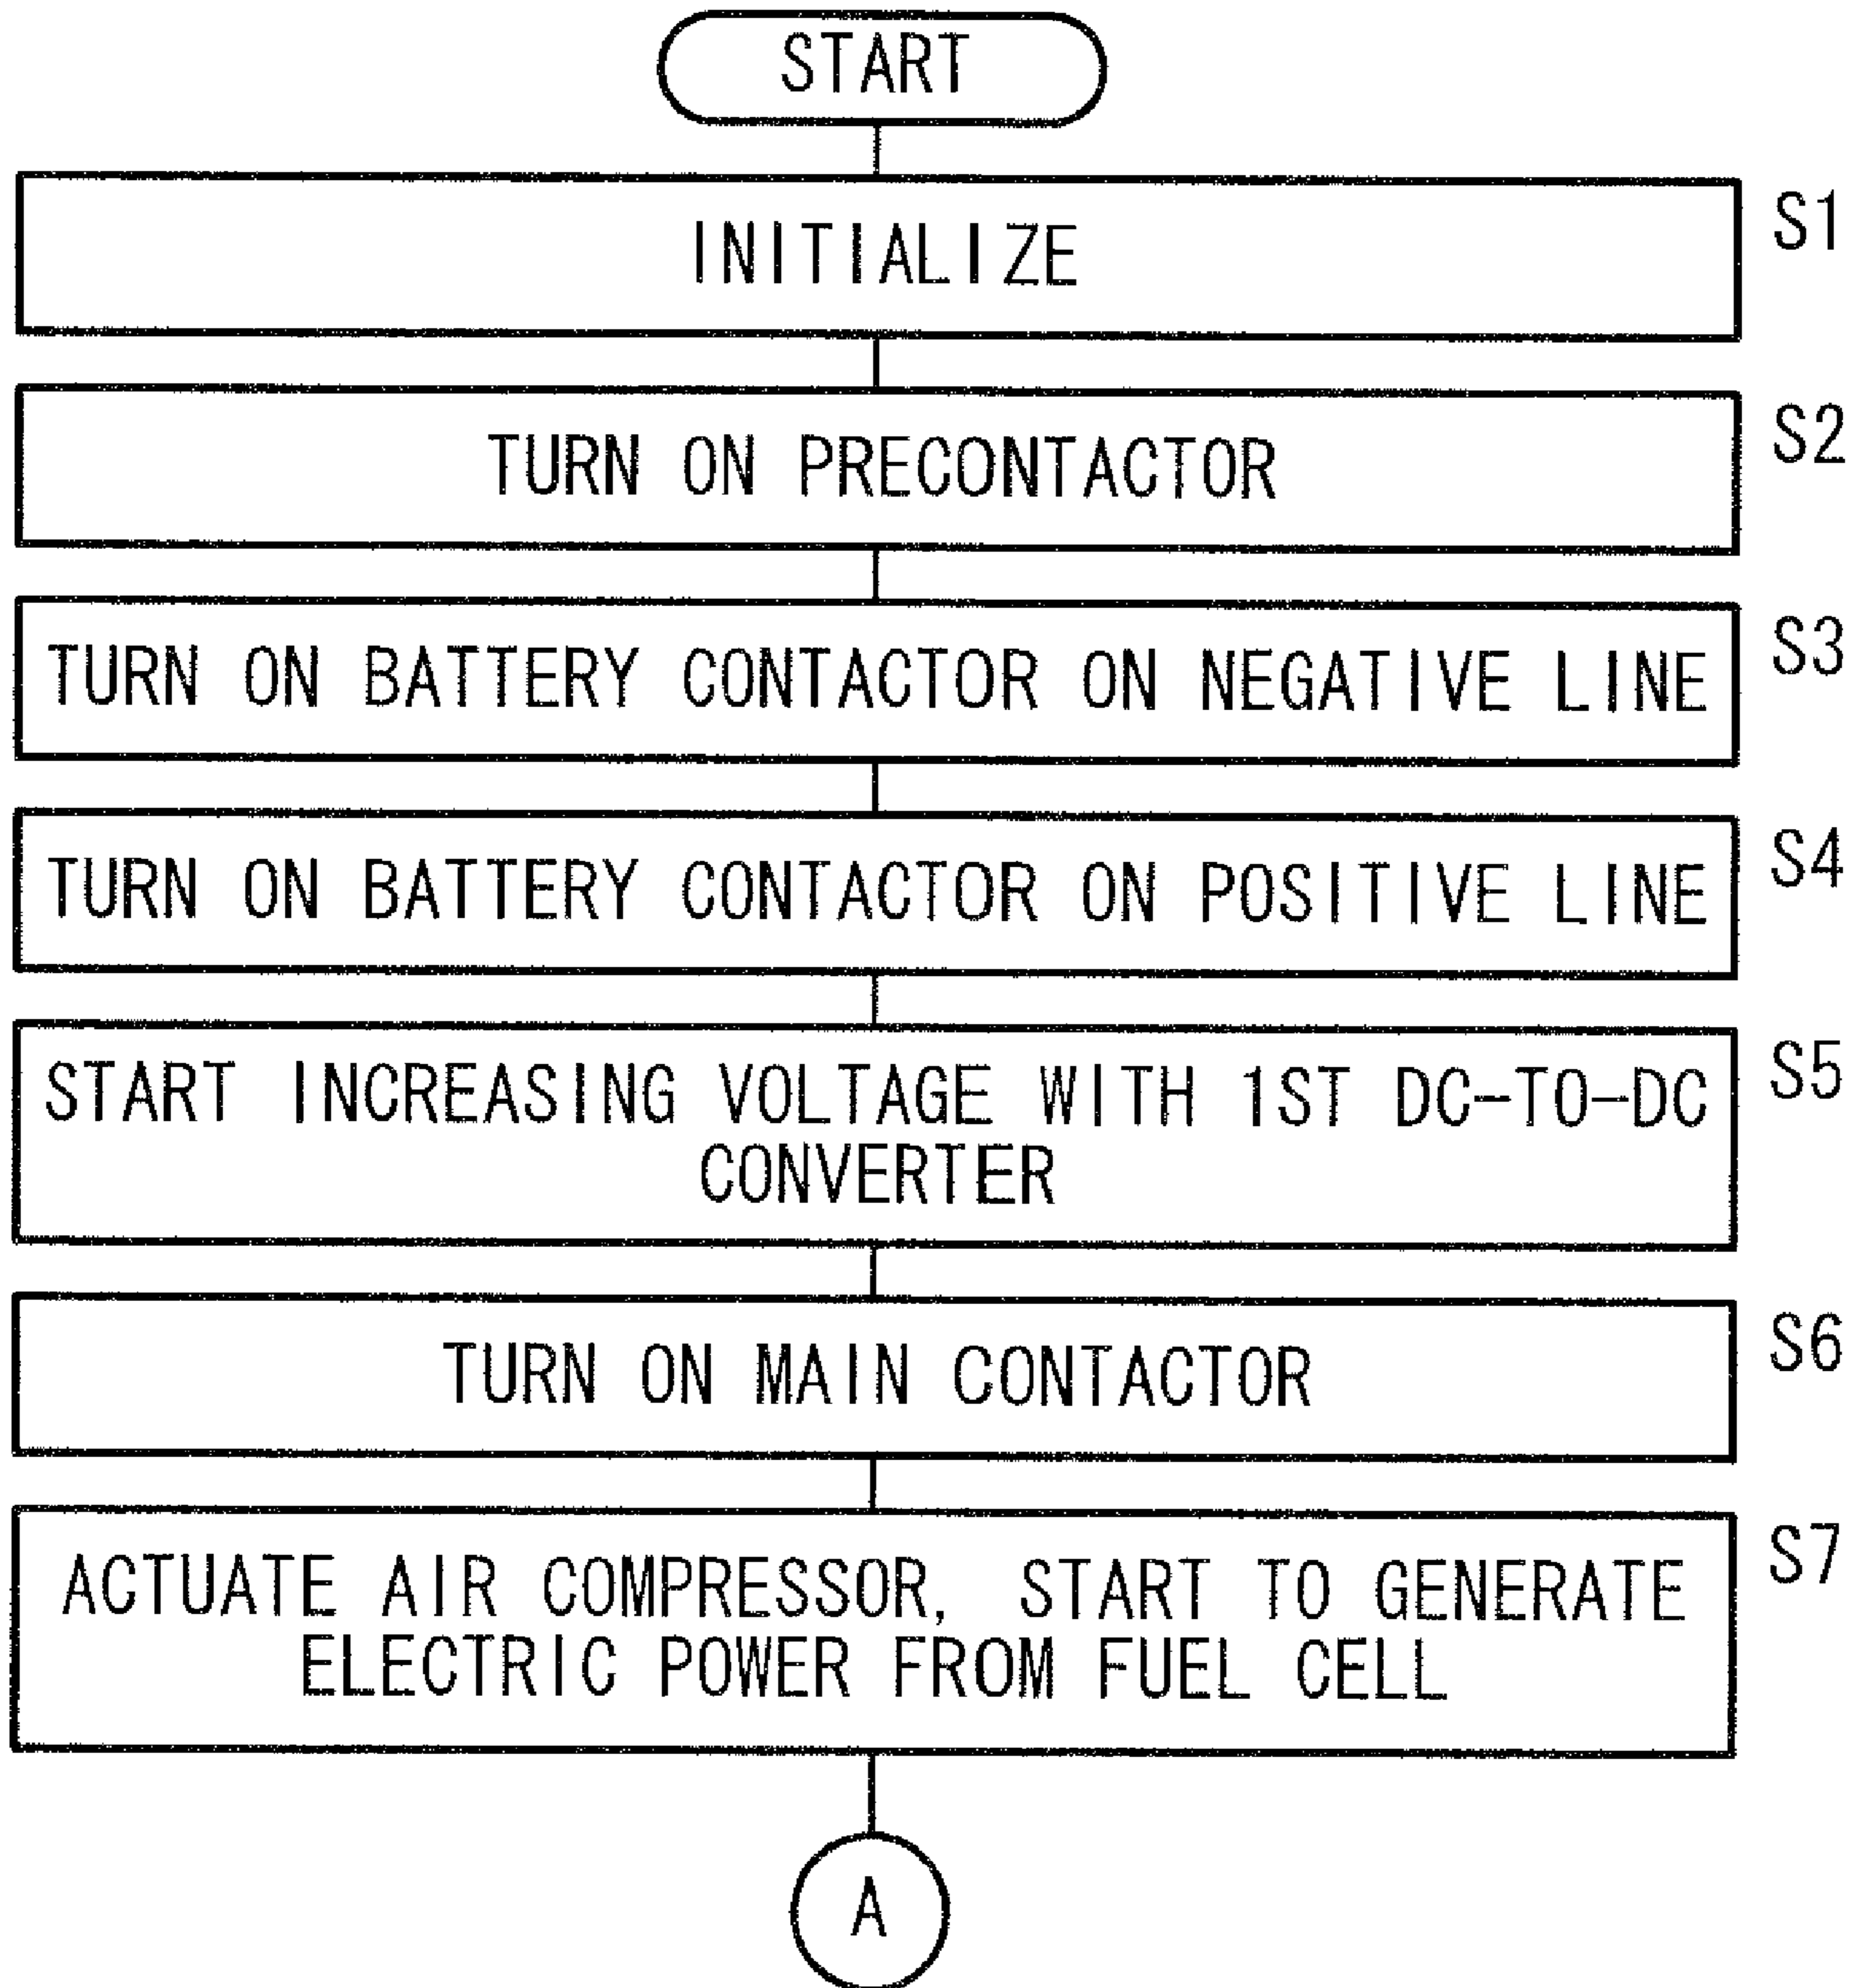 START
INITIALIZE
S1
TURN ON PRECONTACTOR
S2
TURN ON BATTERY CONTACTOR ON NEGATIVE LINE
S3
TURN ON BATTERY CONTACTOR ON POSITIVE LINE
S4
START INCREASING VOLTAGE WITH 1ST DC-TO-DC
CONVERTER
S5
TURN ON MAIN CONTACTOR
S6
ACTUATE AIR COMPRESSOR, START TO GENERATE
ELECTRIC POWER FROM FUEL CELL
S7
A